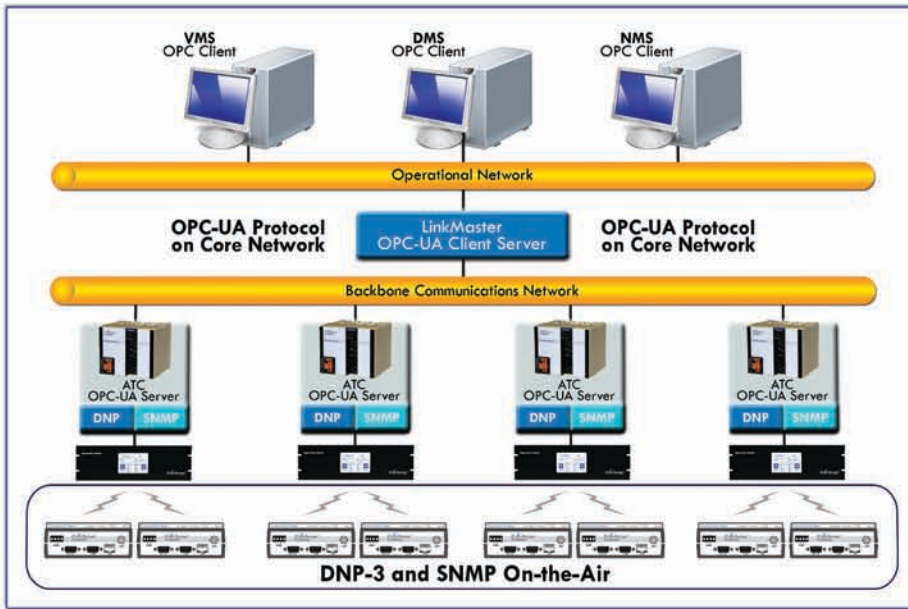 VMS
OPC Client
DMS
OPC Client
NMS
OPC Client
Operational Network
OPC-UA Protocol
on Core Network
LinkMaster
OPC-UA Client Server
OPC-UA Protocol
on Core Network
Backbone Communications Network
ATC
OPC-UA Server
DNP SNMP
ATC
OPC-UA Server
DNP SNMP
ATC
OPC-UA Server
DNP SNMP
ATC
OPC-UA Server
DNP SNMP
DNP-3 and SNMP On-the-Air